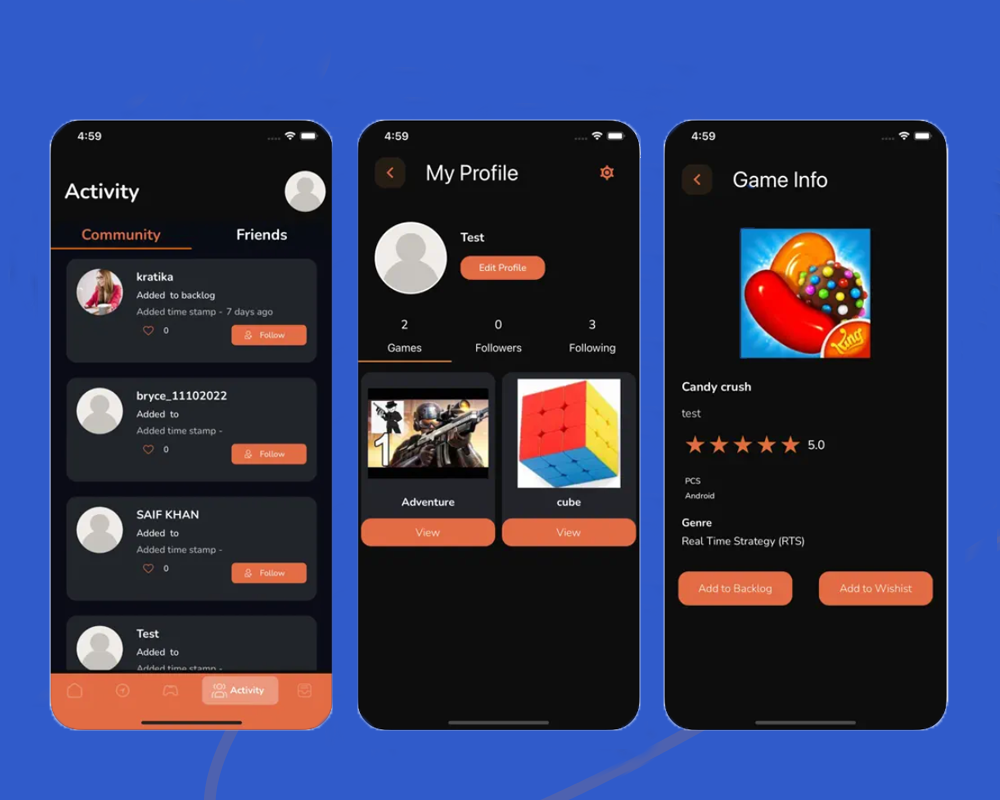 4:59
Activity
Community Friends
kratika
Added to backlog
Added time stamp - 7 days ago
0 Follow
bryce_11102022
Added to
Added time stamp -
0 Follow
SAIF KHAN
Added to
Added time stamp -
0 Follow
Test
Added to
Added time stamp -
Activity
4:59
My Profile
Test
Edit Profile
2 0 3
Games Followers Following
1
Adventure cube
View View
4:59
Game Info
King
Candy crush
test
5.0
PCS
Android
Genre
Real Time Strategy (RTS)
Add to Backlog Add to Wishist